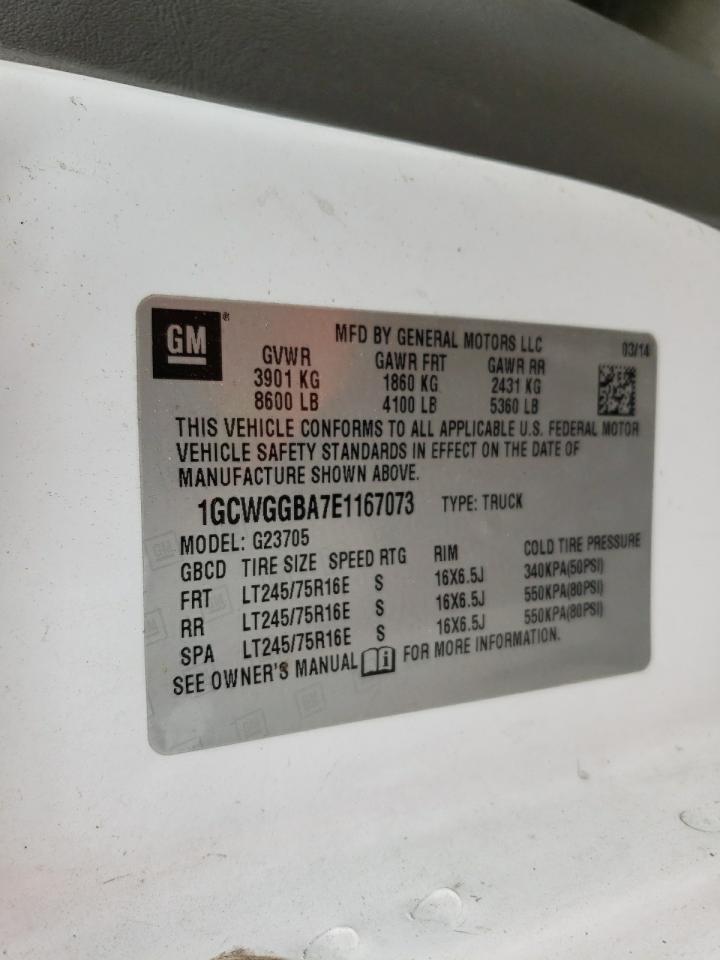 GM ®
MFD BY GENERAL MOTORS LLC 03/14
GVWR GAWR FRT GAWR RR
3901 KG 1860 KG 2431 KG
8600 LB 4100 LB 5360 LB
THIS VEHICLE CONFORMS TO ALL APPLICABLE U.S. FEDERAL MOTOR
VEHICLE SAFETY STANDARDS IN EFFECT ON THE DATE OF
MANUFACTURE SHOWN ABOVE.
1GCWGGBA7E1167073 TYPE: TRUCK
MODEL: G23705
GBCD TIRE SIZE SPEED RTG RIM COLD TIRE PRESSURE
FRT LT245/75R16E S 16X6.5J 340KPA(50PSI)
RR LT245/75R16E S 16X6.5J 550KPA(80PSI)
SPA LT245/75R16E S 16X6.5J 550KPA(80PSI)
SEE OWNER'S MANUAL FOR MORE INFORMATION.